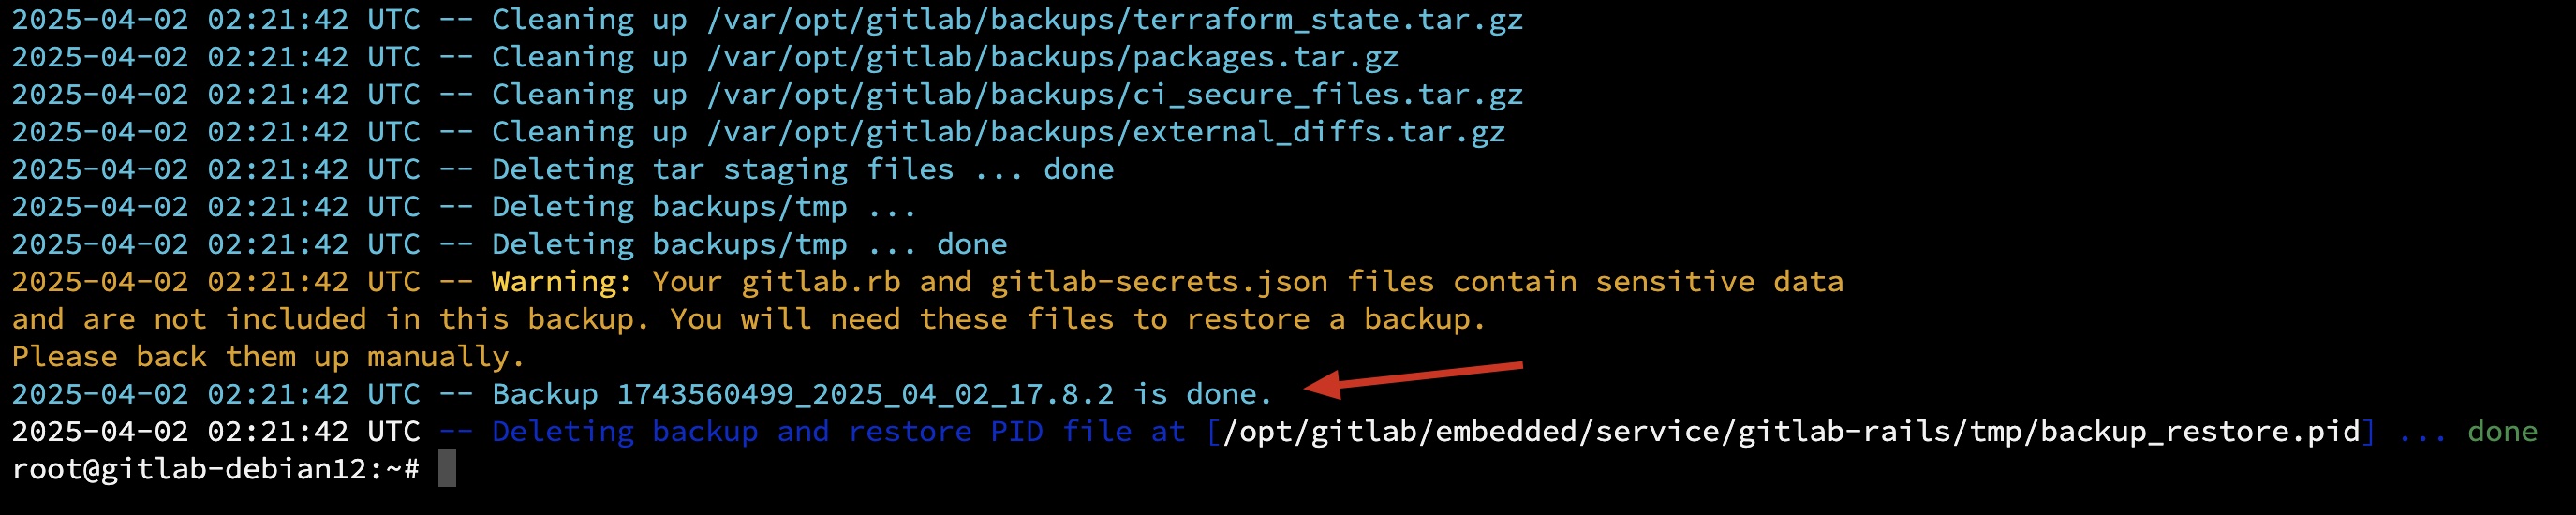 2025-04-02 02:21:42 UTC -- Cleaning up /var/opt/gitlab/backups/terraform_state.tar.gz
2025-04-02 02:21:42 UTC -- Cleaning up /var/opt/gitlab/backups/packages.tar.gz
2025-04-02 02:21:42 UTC -- Cleaning up /var/opt/gitlab/backups/ci_secure_files.tar.gz
2025-04-02 02:21:42 UTC -- Cleaning up /var/opt/gitlab/backups/external_diffs.tar.gz
2025-04-02 02:21:42 UTC -- Deleting tar staging files ... done
2025-04-02 02:21:42 UTC -- Deleting backups/tmp ...
2025-04-02 02:21:42 UTC -- Deleting backups/tmp ... done
2025-04-02 02:21:42 UTC -- Warning: Your gitlab.rb and gitlab-secrets.json files contain sensitive data
and are not included in this backup. You will need these files to restore a backup.
Please back them up manually.
2025-04-02 02:21:42 UTC -- Backup 1743560499_2025_04_02_17.8.2 is done.
2025-04-02 02:21:42 UTC -- Deleting backup and restore PID file at [/opt/gitlab/embedded/service/gitlab-rails/tmp/backup_restore.pid] ... done
root@gitlab-debian12:~#